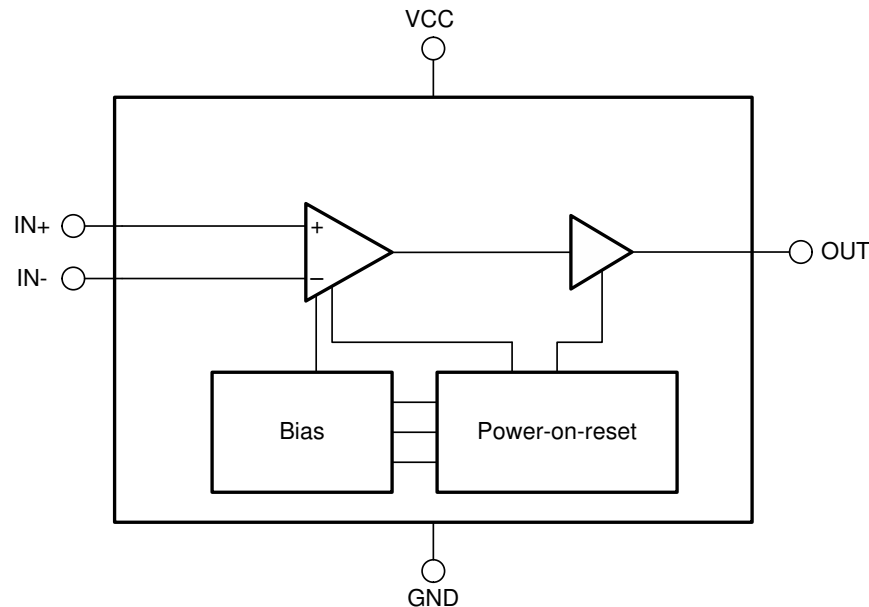 VCC
IN+
+
OUT
IN-
−
Bias
Power-on-reset
GND